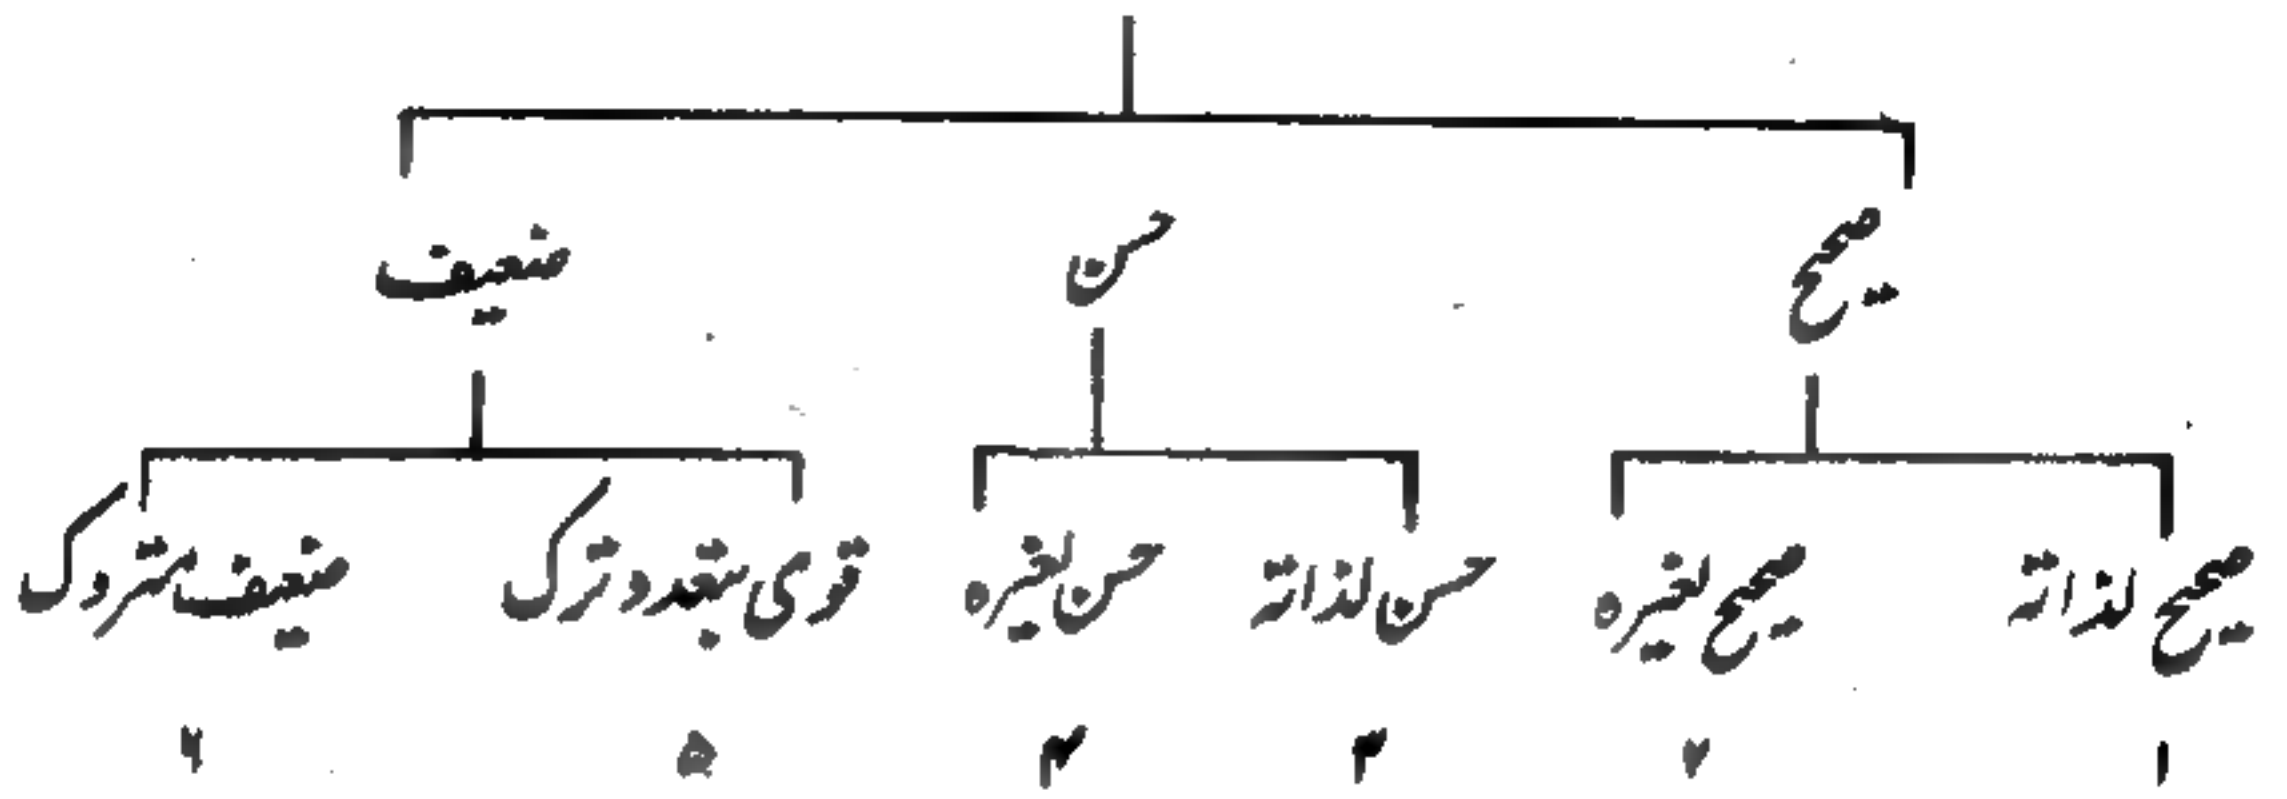 صحیح حسن ضعیف
صحیح لذاتہ صحیح لغیرہ حسن لذاتہ حسن لغیرہ قوی بتعدد ترک ضعیف متروک
۱ ۲ ۳ ۴ ۵ ۶